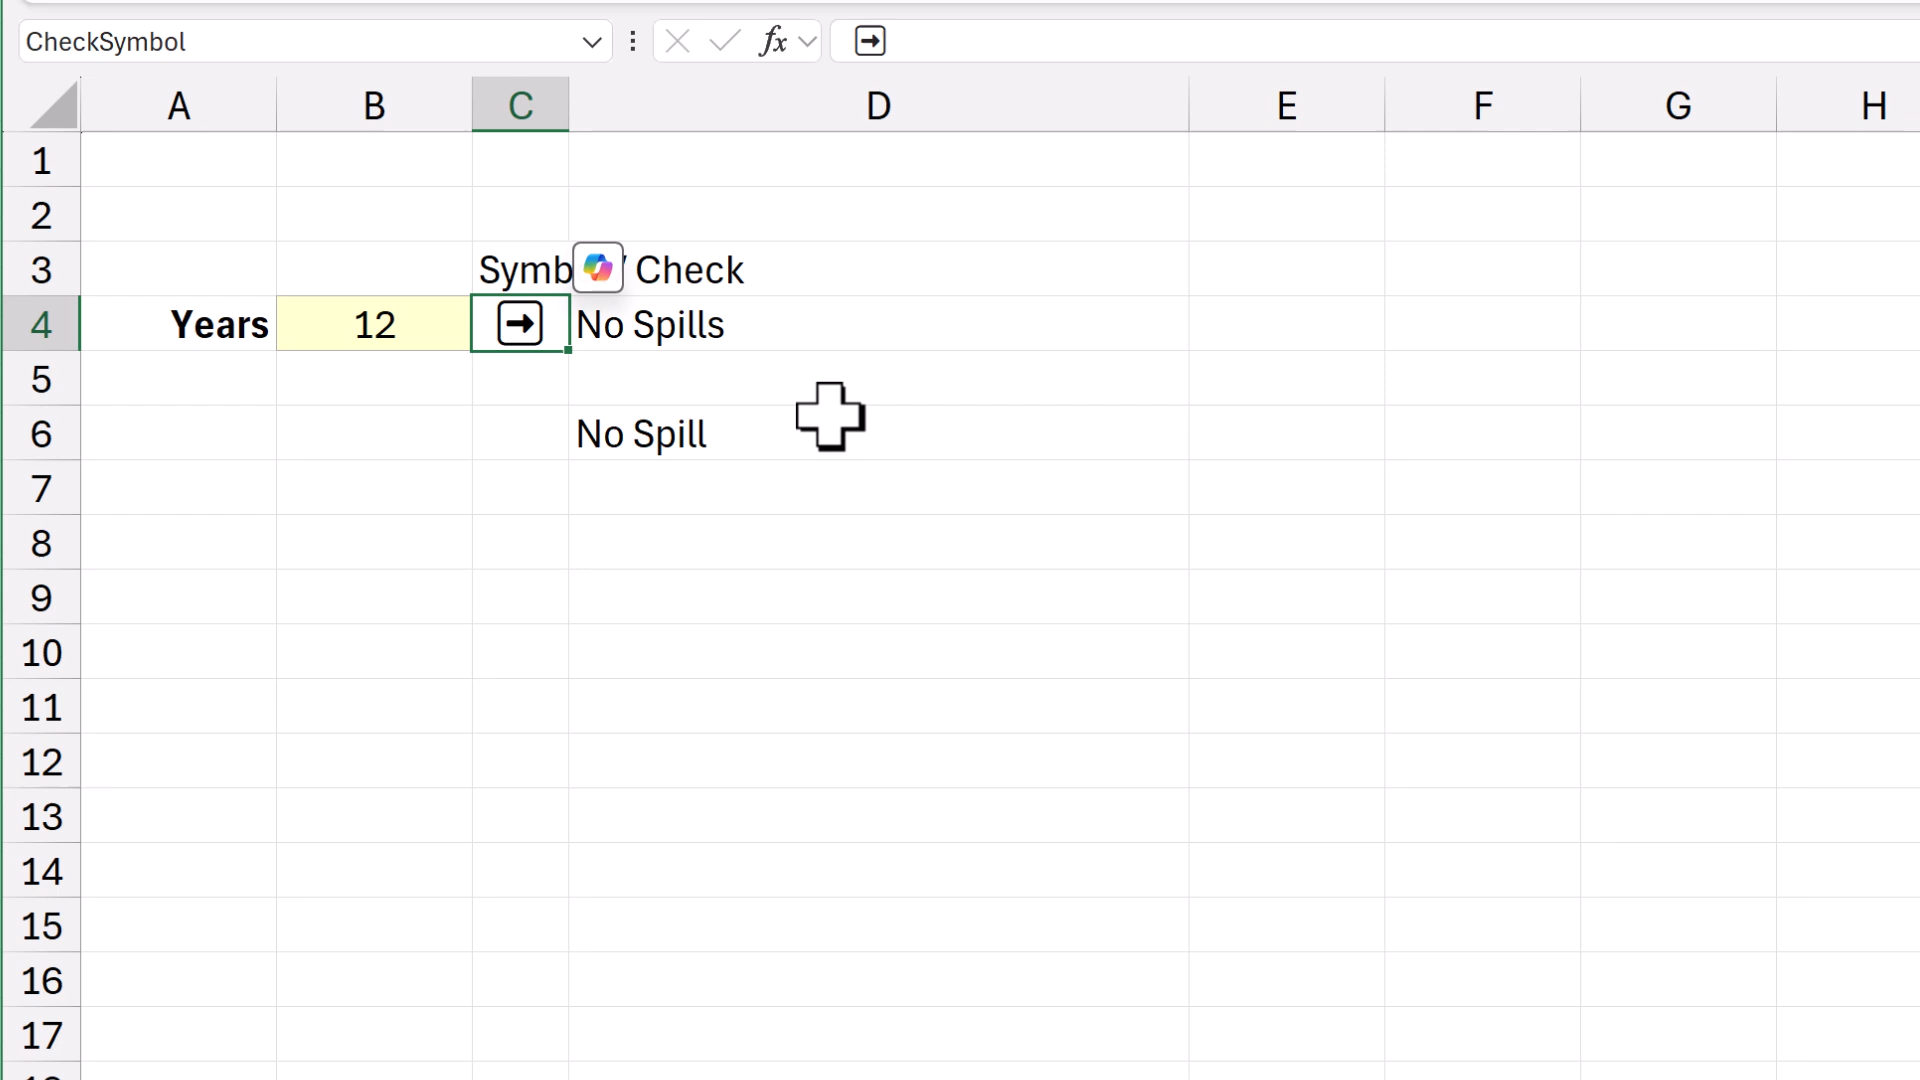 CheckSymbol fx ➡
A B C D E F G H
1
2
3 Symb Check
4 Years 12 ➡ No Spills
5
6 No Spill
7
8
9
10
11
12
13
14
15
16
17